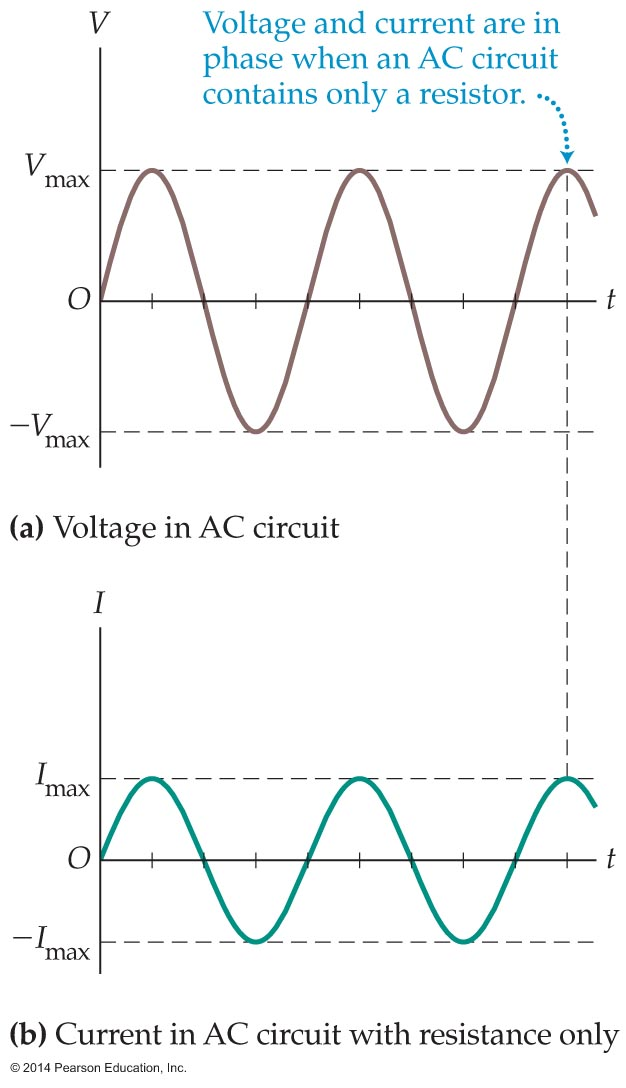 V
Voltage and current are in
phase when an AC circuit
contains only a resistor.
Vmax
O
t
−Vmax
(a) Voltage in AC circuit
I
Imax
O
t
−Imax
(b) Current in AC circuit with resistance only
© 2014 Pearson Education, Inc.